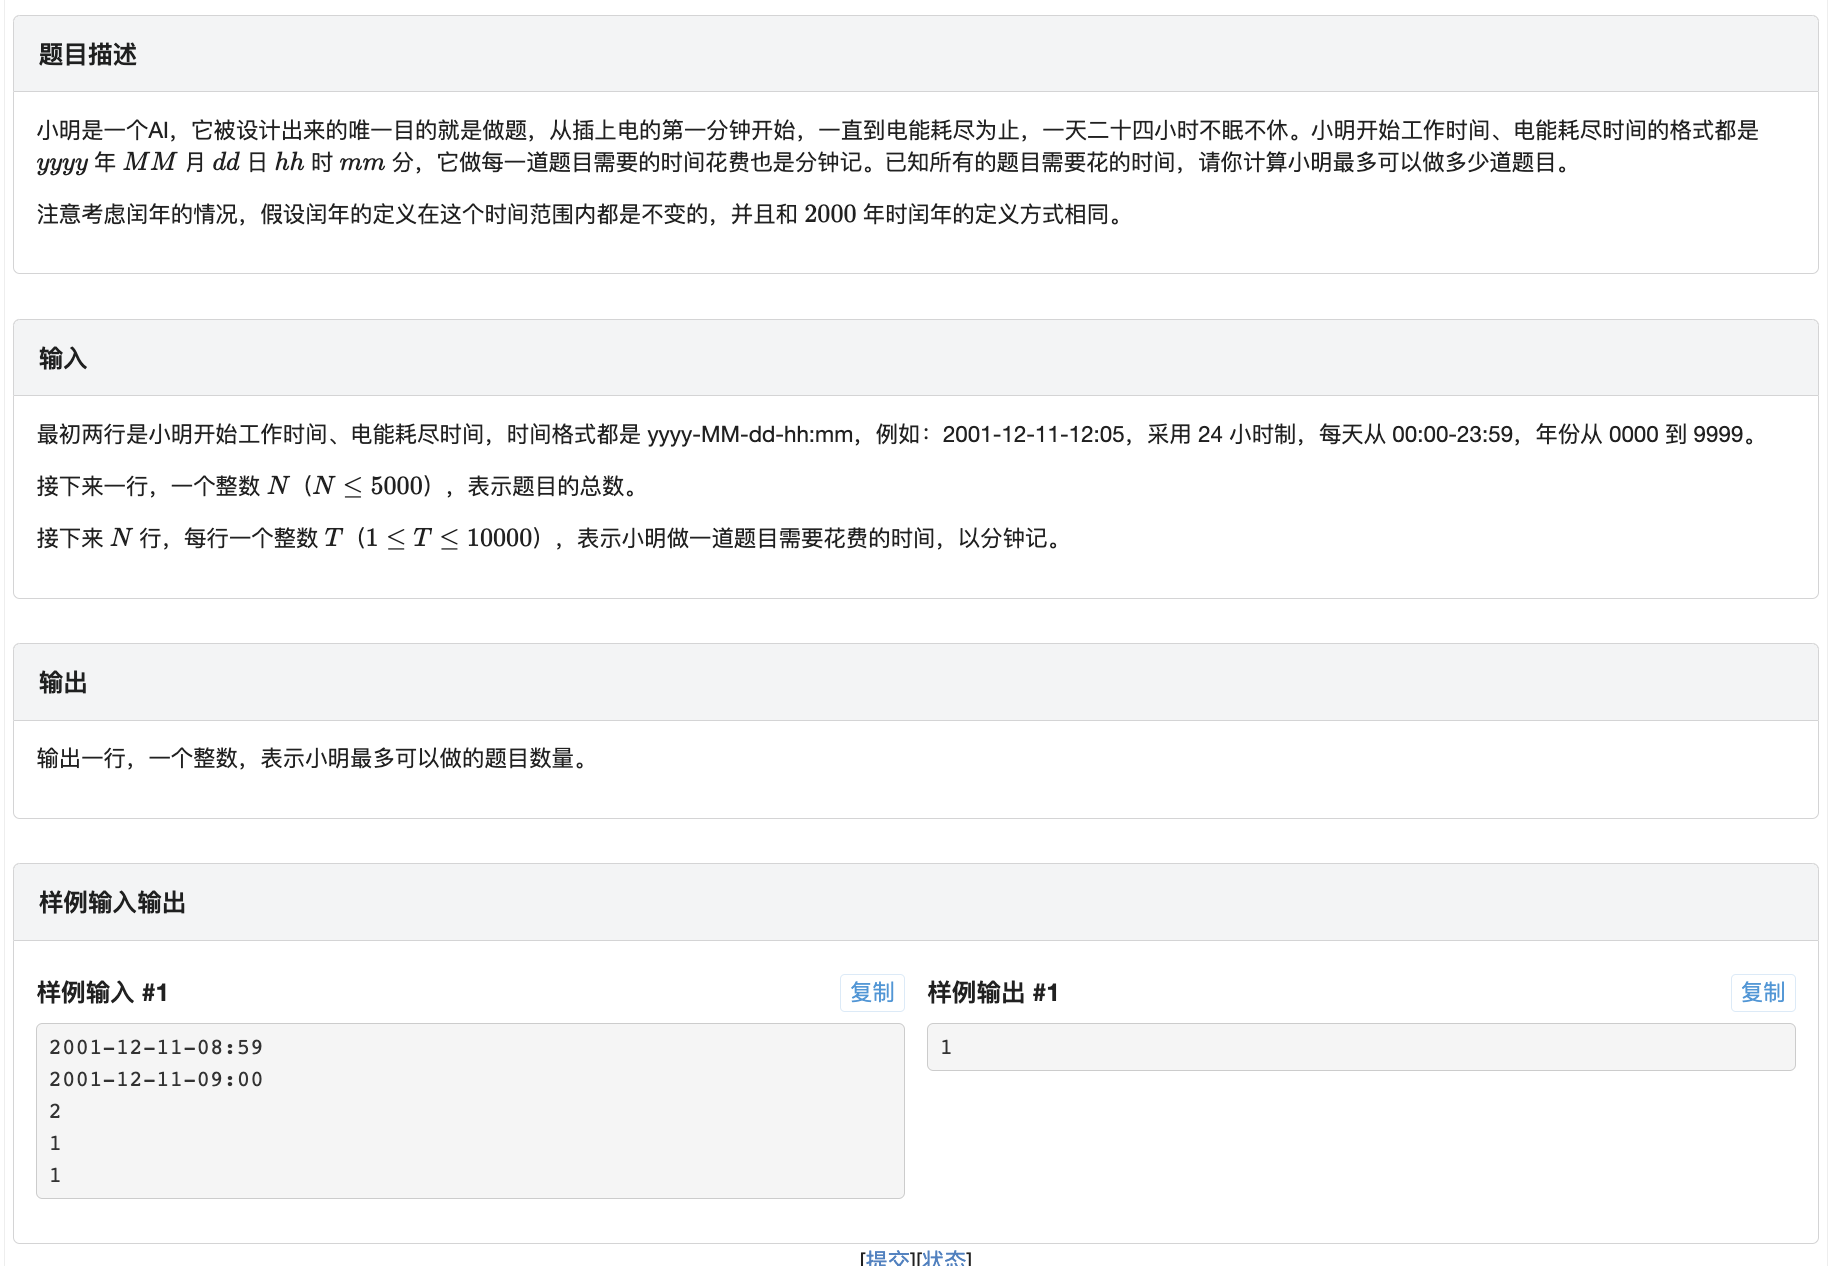 题目描述
小明是一个AI，它被设计出来的唯一目的就是做题，从插上电的第一分钟开始，一直到电能耗尽为止，一天二十四小时不眠不休。小明开始工作时间、电能耗尽时间的格式都是
yyyy 年 MM 月 dd 日 hh 时 mm 分，它做每一道题目需要的时间花费也是分钟记。已知所有的题目需要花的时间，请你计算小明最多可以做多少道题目。
注意考虑闰年的情况，假设闰年的定义在这个时间范围内都是不变的，并且和 2000 年时闰年的定义方式相同。
输入
最初两行是小明开始工作时间、电能耗尽时间，时间格式都是 yyyy-MM-dd-hh:mm，例如：2001-12-11-12:05，采用 24 小时制，每天从 00:00-23:59，年份从 0000 到 9999。
接下来一行，一个整数 N（N ≤ 5000），表示题目的总数。
接下来 N 行，每行一个整数 T（1 ≤ T ≤ 10000），表示小明做一道题目需要花费的时间，以分钟记。
输出
输出一行，一个整数，表示小明最多可以做的题目数量。
样例输入输出
样例输入 #1
复制
2001-12-11-08:59
2001-12-11-09:00
2
1
1
样例输出 #1
复制
1
[提交][状态]